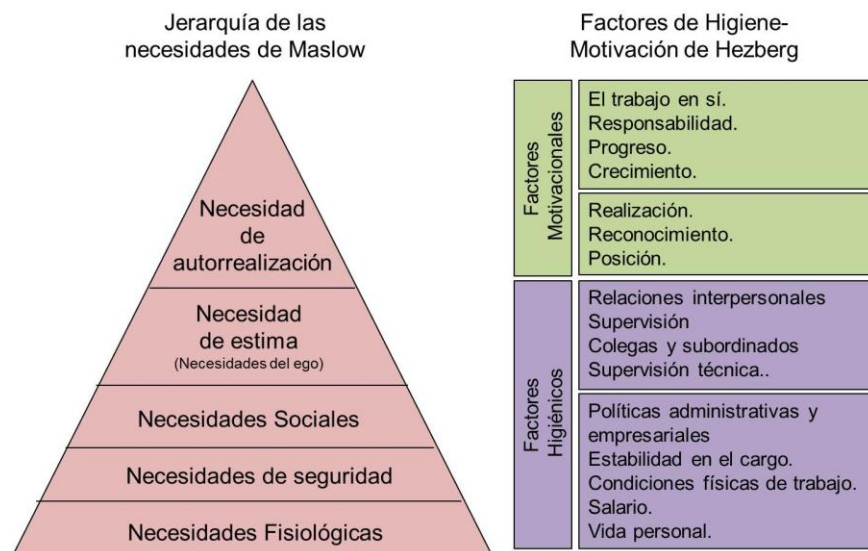 Jerarquía de las
necesidades de Maslow
Necesidad
de
autorrealización
Necesidad
de estima
(Necesidades del ego)
Necesidades Sociales
Necesidades de seguridad
Necesidades Fisiológicas
Factores de Higiene-
Motivación de Hezberg
Factores
Motivacionales
El trabajo en sí.
Responsabilidad.
Progreso.
Crecimiento.
Realización.
Reconocimiento.
Posición.
Factores
Higiénicos
Relaciones interpersonales
Supervisión
Colegas y subordinados
Supervisión técnica..
Políticas administrativas y
empresariales
Estabilidad en el cargo.
Condiciones físicas de trabajo.
Salario.
Vida personal.